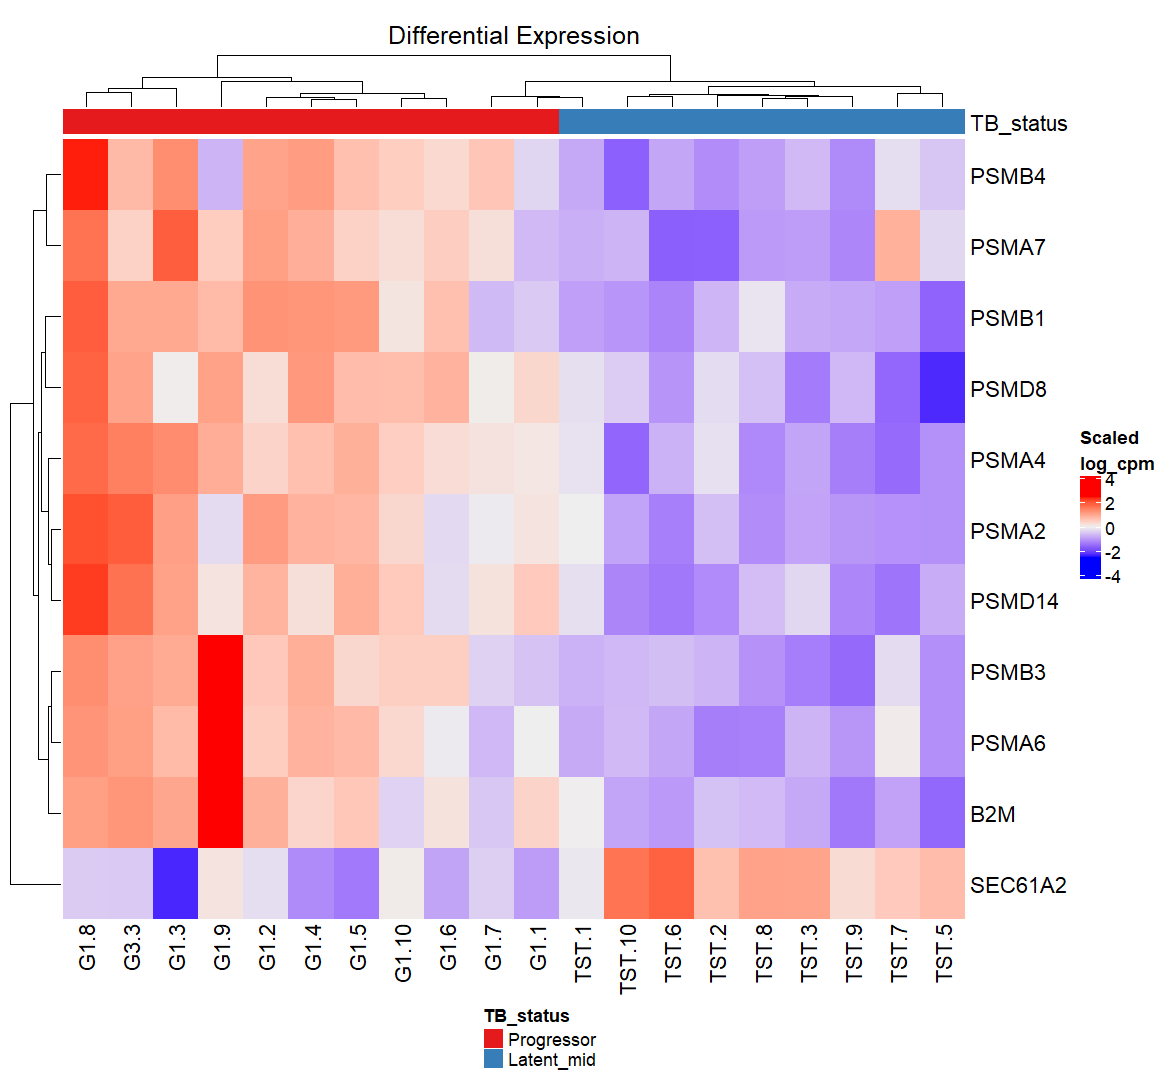 Differential Expression
TB_status
PSMB4
PSMA7
PSMB1
PSMD8
PSMA4
PSMA2
PSMD14
PSMB3
PSMA6
B2M
SEC61A2
Scaled
log_cpm
4
2
0
-2
-4
G1.8 G3.3 G1.3 G1.9 G1.2 G1.4 G1.5 G1.10 G1.6 G1.7 G1.1 TST.1 TST.10 TST.6 TST.2 TST.8 TST.3 TST.9 TST.7 TST.5
TB_status
Progressor
Latent_mid